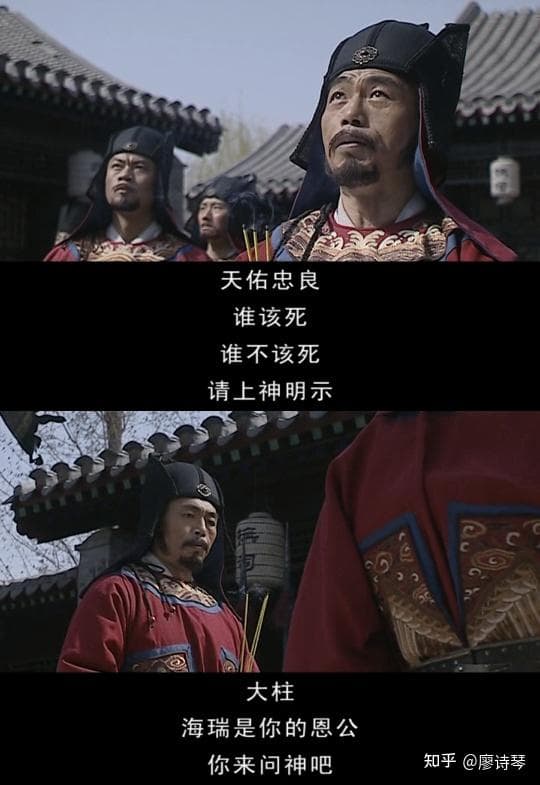 天佑忠良
谁该死
谁不该死
请上神明示
大柱
海瑞是你的恩公
你来问神吧
知乎 @廖诗琴